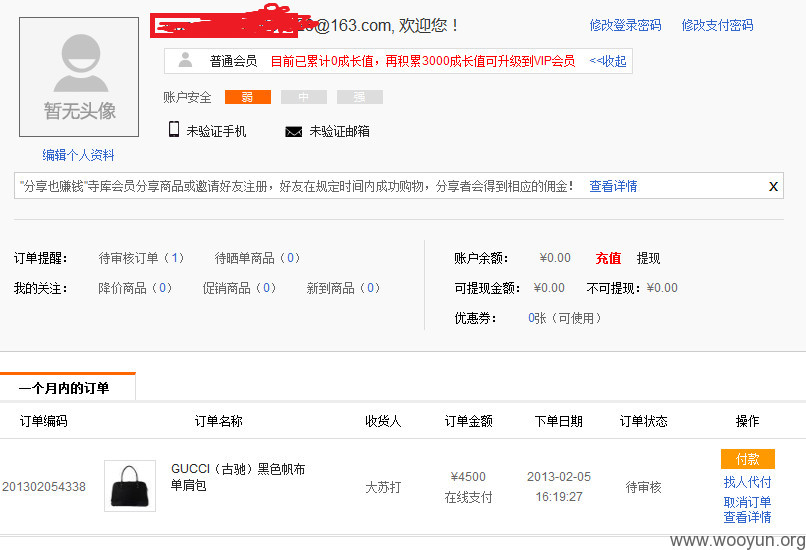 @163.com, 欢迎您！
修改登录密码 修改支付密码
普通会员 目前已累计0成长值，再积累3000成长值可升级到VIP会员 <<收起
账户安全 弱 中 强
暂无头像
未验证手机 未验证邮箱
编辑个人资料
"分享也赚钱"寺库会员分享商品或邀请好友注册，好友在规定时间内成功购物，分享者会得到相应的佣金！ 查看详情 X
订单提醒： 待审核订单（1） 待晒单商品（0）
我的关注： 降价商品（0） 促销商品（0） 新到商品（0）
账户余额： ¥0.00 充值 提现
可提现金额： ¥0.00 不可提现：¥0.00
优惠券： 0张（可使用）
一个月内的订单
订单编码 订单名称 收货人 订单金额 下单日期 订单状态 操作
201302054338
GUCCI（古驰）黑色帆布
单肩包
大苏打
¥4500
在线支付
2013-02-05
16:19:27
待审核
付款
找人代付
取消订单
查看详情
www.wooyun.org